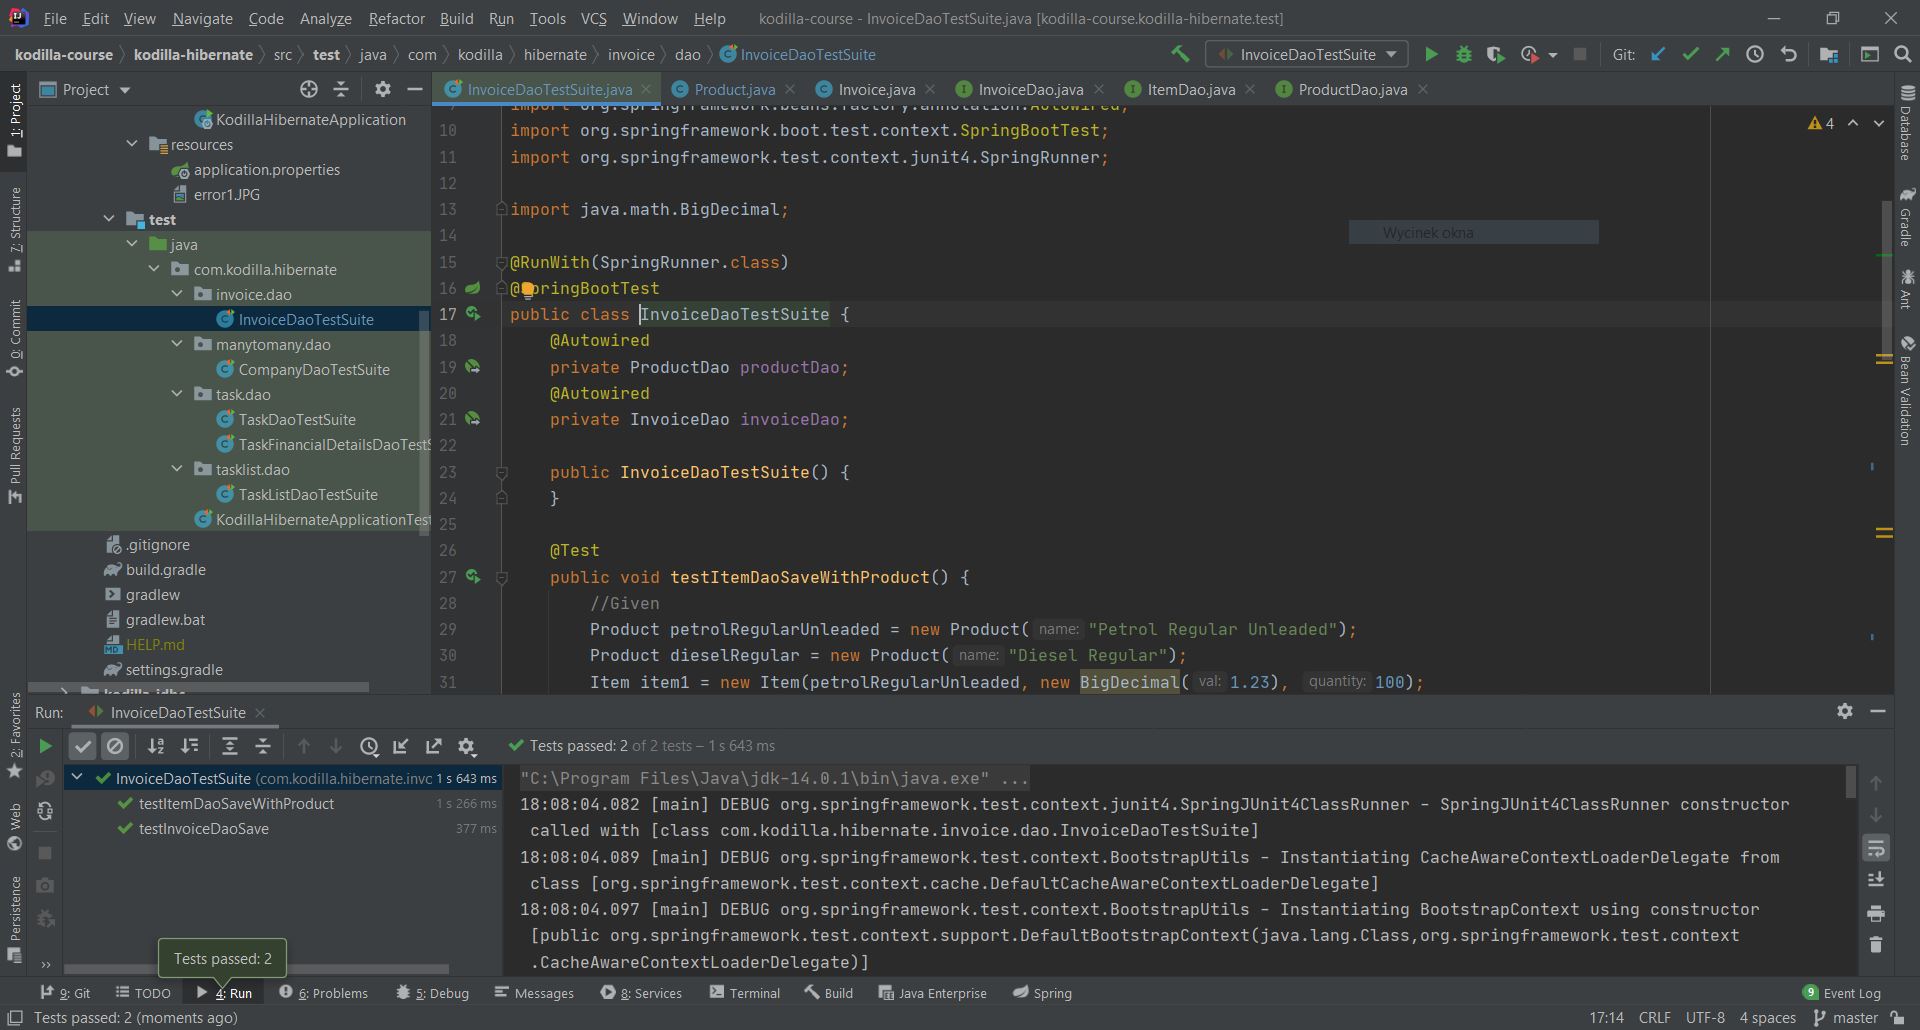 File Edit View Navigate Code Analyze Refactor Build Run Tools VCS Window Help kodilla-course - InvoiceDaoTestSuite.java [kodilla-course.kodilla-hibernate.test]
kodilla-course kodilla-hibernate src test java com kodilla hibernate invoice dao InvoiceDaoTestSuite InvoiceDaoTestSuite Git:
Project
InvoiceDaoTestSuite.java Product.java Invoice.java InvoiceDao.java ItemDao.java ProductDao.java
1: Project
7: Structure
0: Commit
Pull Requests
2: Favorites
Web
Persistence
KodillaHibernateApplication
resources
application.properties
error1.JPG
test
java
com.kodilla.hibernate
invoice.dao
InvoiceDaoTestSuite
manytomany.dao
CompanyDaoTestSuite
task.dao
TaskDaoTestSuite
TaskFinancialDetailsDaoTestS
tasklist.dao
TaskListDaoTestSuite
KodillaHibernateApplicationTest
.gitignore
build.gradle
gradlew
gradlew.bat
HELP.md
settings.gradle
kodilla-jdbc
9 import org.springframework.beans.factory.annotation.Autowired;
10 import org.springframework.boot.test.context.SpringBootTest;
11 import org.springframework.test.context.junit4.SpringRunner;
12
13 import java.math.BigDecimal;
14
15 @RunWith(SpringRunner.class)
16 @SpringBootTest
17 public class InvoiceDaoTestSuite {
18 @Autowired
19 private ProductDao productDao;
20 @Autowired
21 private InvoiceDao invoiceDao;
22
23 public InvoiceDaoTestSuite() {
24 }
25
26 @Test
27 public void testItemDaoSaveWithProduct() {
28 //Given
29 Product petrolRegularUnleaded = new Product( name: "Petrol Regular Unleaded");
30 Product dieselRegular = new Product( name: "Diesel Regular");
31 Item item1 = new Item(petrolRegularUnleaded, new BigDecimal( val: 1.23), quantity: 100);
4
Wycinek okna
Database
Gradle
Ant
Bean Validation
Run: InvoiceDaoTestSuite
Tests passed: 2 of 2 tests – 1 s 643 ms
InvoiceDaoTestSuite (com.kodilla.hibernate.invc 1 s 643 ms
testItemDaoSaveWithProduct 1 s 266 ms
testInvoiceDaoSave 377 ms
"C:\Program Files\Java\jdk-14.0.1\bin\java.exe" ...
18:08:04.082 [main] DEBUG org.springframework.test.context.junit4.SpringJUnit4ClassRunner - SpringJUnit4ClassRunner constructor
called with [class com.kodilla.hibernate.invoice.dao.InvoiceDaoTestSuite]
18:08:04.089 [main] DEBUG org.springframework.test.context.BootstrapUtils - Instantiating CacheAwareContextLoaderDelegate from
class [org.springframework.test.context.cache.DefaultCacheAwareContextLoaderDelegate]
18:08:04.097 [main] DEBUG org.springframework.test.context.BootstrapUtils - Instantiating BootstrapContext using constructor
[public org.springframework.test.context.support.DefaultBootstrapContext(java.lang.Class,org.springframework.test.context
.CacheAwareContextLoaderDelegate)]
Tests passed: 2
9: Git TODO 4: Run 6: Problems 5: Debug Messages 8: Services Terminal Build Java Enterprise Spring 9 Event Log
Tests passed: 2 (moments ago) 17:14 CRLF UTF-8 4 spaces master